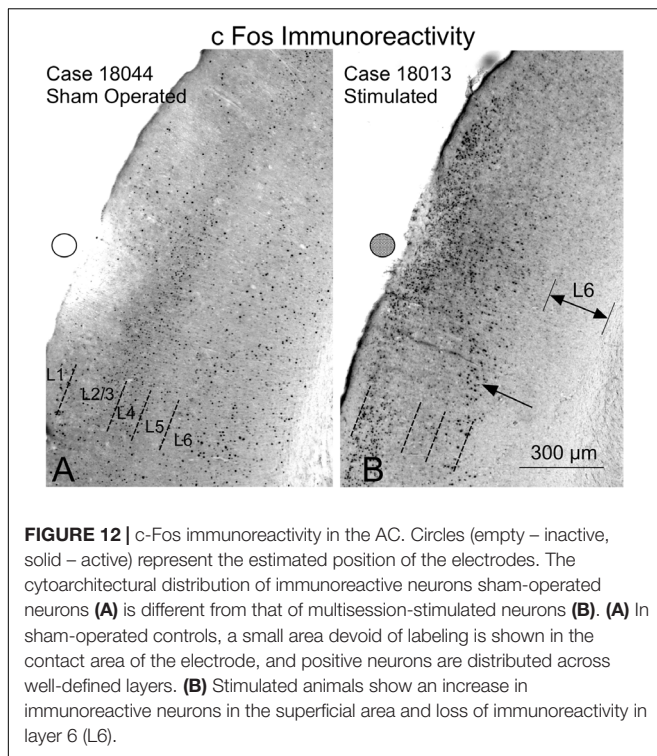 c Fos Immunoreactivity
Case 18044
Sham Operated
Case 18013
Stimulated
L6
L1
L2/3
L4
L5
L6
A
B
300 µm
FIGURE 12 | c-Fos immunoreactivity in the AC. Circles (empty – inactive,
solid – active) represent the estimated position of the electrodes. The
cytoarchitectural distribution of immunoreactive neurons sham-operated
neurons (A) is different from that of multisession-stimulated neurons (B). (A) In
sham-operated controls, a small area devoid of labeling is shown in the
contact area of the electrode, and positive neurons are distributed across
well-defined layers. (B) Stimulated animals show an increase in
immunoreactive neurons in the superficial area and loss of immunoreactivity in
layer 6 (L6).